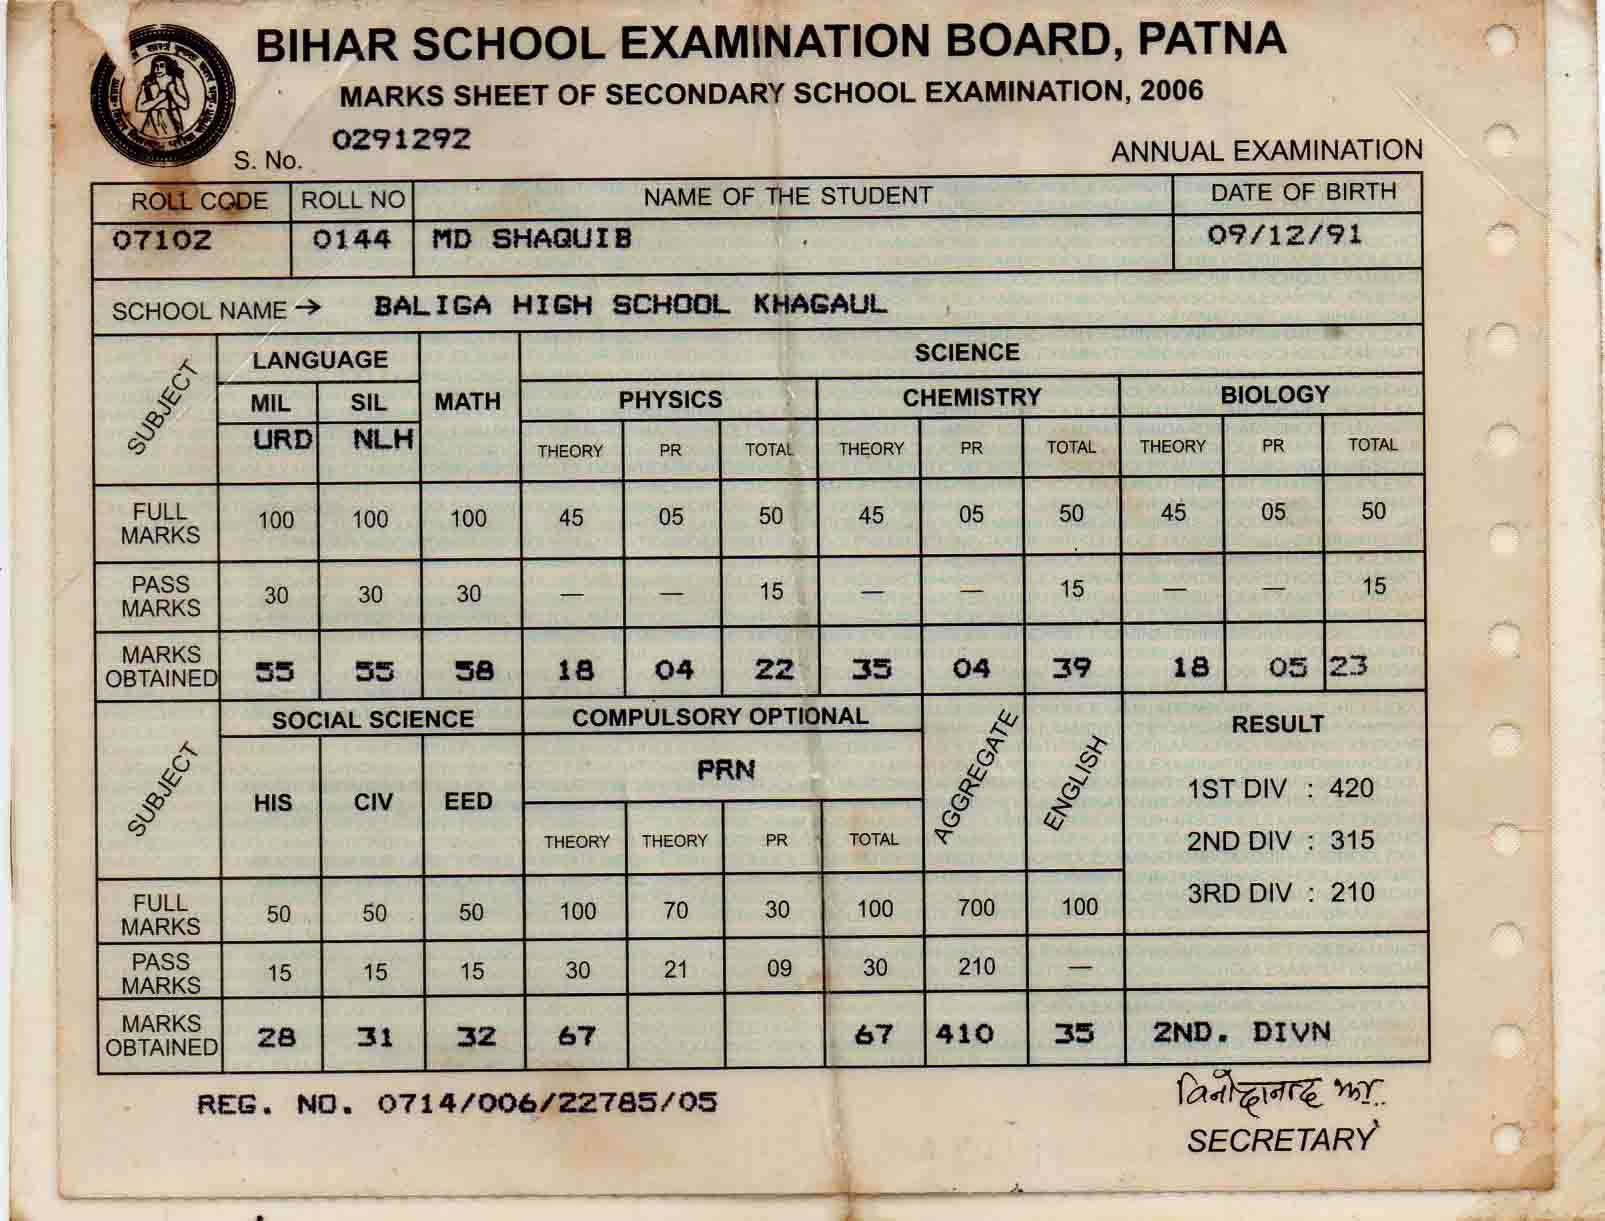 BIHAR SCHOOL EXAMINATION BOARD, PATNA
MARKS SHEET OF SECONDARY SCHOOL EXAMINATION, 2006
S. No. 0291292
ANNUAL EXAMINATION
ROLL CODE ROLL NO NAME OF THE STUDENT DATE OF BIRTH
07102 0144 MD SHAQUIB 09/12/91
SCHOOL NAME → BALIGA HIGH SCHOOL KHAGAUL
SUBJECT LANGUAGE MATH SCIENCE
MIL SIL PHYSICS CHEMISTRY BIOLOGY
URD NLH THEORY PR TOTAL THEORY PR TOTAL THEORY PR TOTAL
FULL MARKS 100 100 100 45 05 50 45 05 50 45 05 50
PASS MARKS 30 30 30 — — 15 — — 15 — — 15
MARKS OBTAINED 55 55 58 18 04 22 35 04 39 18 05 23
SUBJECT SOCIAL SCIENCE COMPULSORY OPTIONAL AGGREGATE ENGLISH RESULT
HIS CIV EED PRN
1ST DIV : 420
2ND DIV : 315
3RD DIV : 210
THEORY THEORY PR TOTAL
FULL MARKS 50 50 50 100 70 30 100 700 100
PASS MARKS 15 15 15 30 21 09 30 210 —
MARKS OBTAINED 28 31 32 67 67 410 35 2ND. DIVN
REG. NO. 0714/006/22785/05
विनोदानन्द झा
SECRETARY